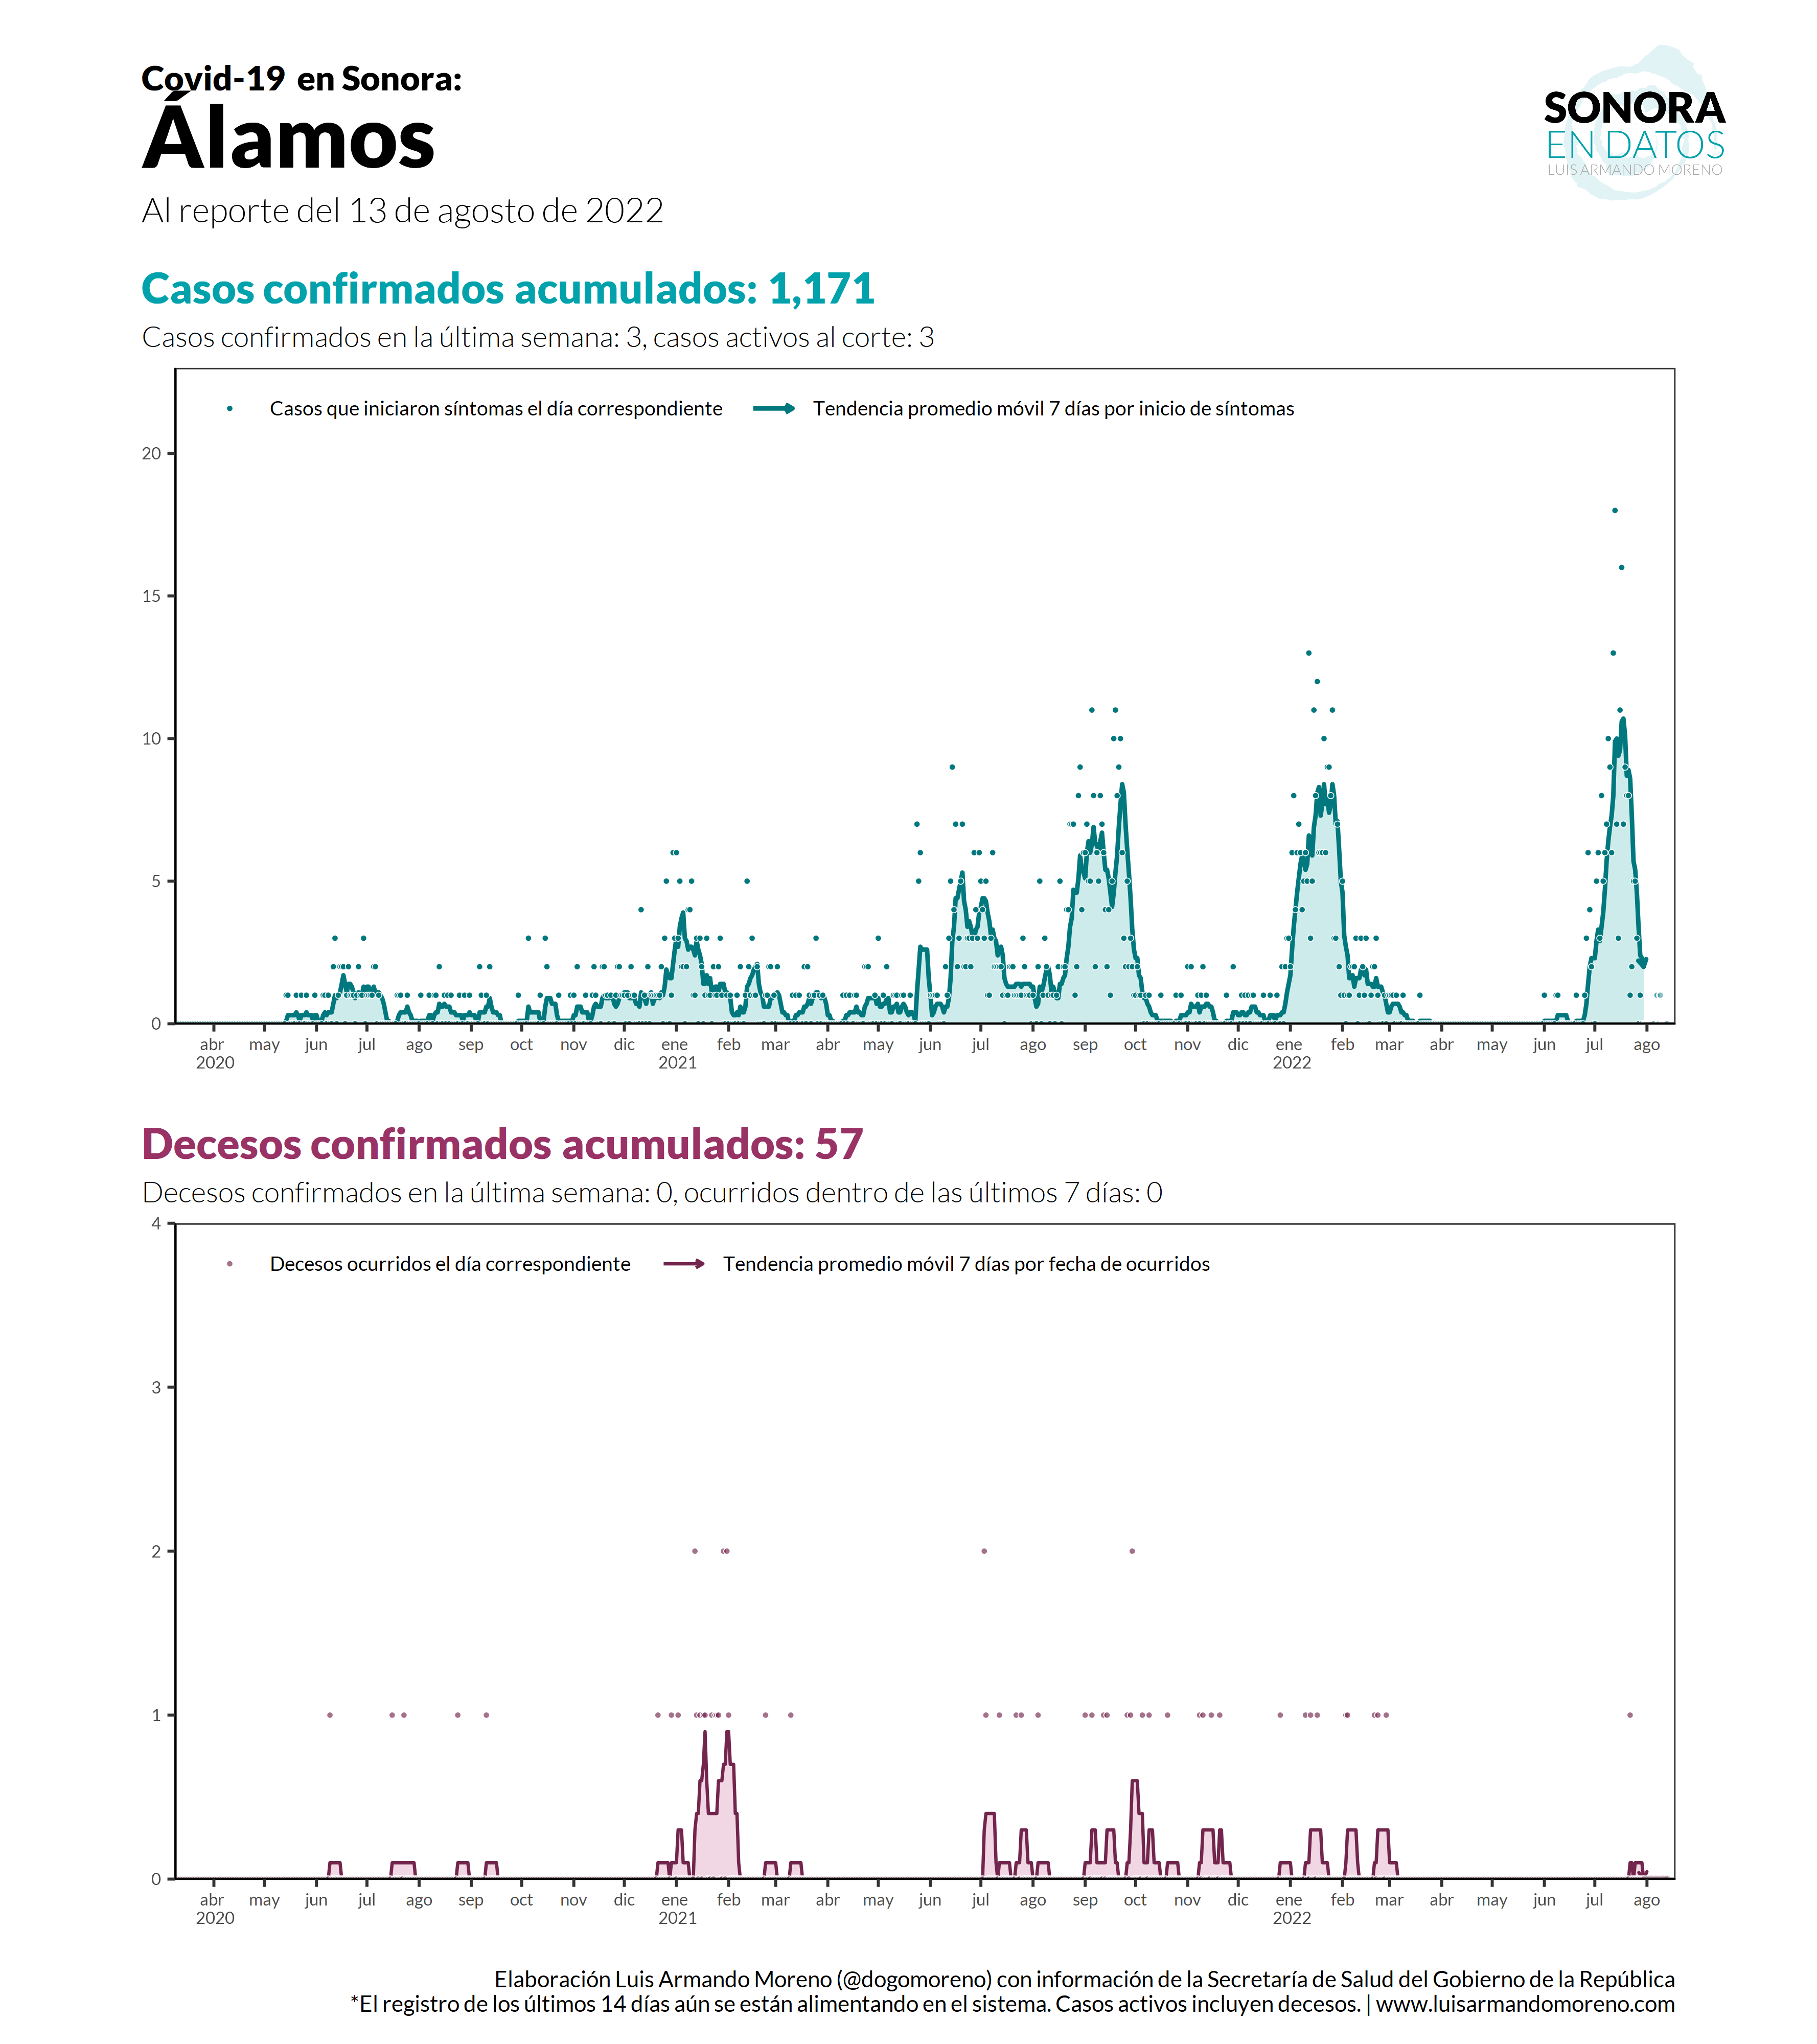 Covid-19 en Sonora:
Álamos
Al reporte del 13 de agosto de 2022
SONORA
EN DATOS
LUIS ARMANDO MORENO
Casos confirmados acumulados: 1,171
Casos confirmados en la última semana: 3, casos activos al corte: 3
Casos que iniciaron síntomas el día correspondiente Tendencia promedio móvil 7 días por inicio de síntomas
20
15
10
5
0
abr may jun jul ago sep oct nov dic ene feb mar abr may jun jul ago sep oct nov dic ene feb mar abr may jun jul ago
2020 2021 2022
Decesos confirmados acumulados: 57
Decesos confirmados en la última semana: 0, ocurridos dentro de las últimos 7 días: 0
4
Decesos ocurridos el día correspondiente Tendencia promedio móvil 7 días por fecha de ocurridos
3
2
1
0
abr may jun jul ago sep oct nov dic ene feb mar abr may jun jul ago sep oct nov dic ene feb mar abr may jun jul ago
2020 2021 2022
Elaboración Luis Armando Moreno (@dogomoreno) con información de la Secretaría de Salud del Gobierno de la República
*El registro de los últimos 14 días aún se están alimentando en el sistema. Casos activos incluyen decesos. | www.luisarmandomoreno.com